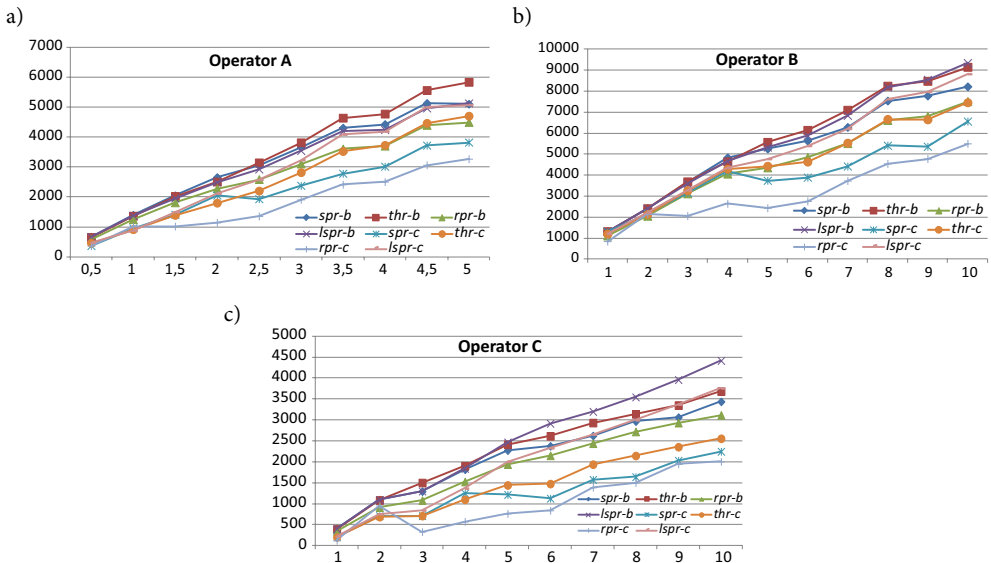 a)
Operator A
7000
6000
5000
4000
3000
2000
1000
0
0,5 1 1,5 2 2,5 3 3,5 4 4,5 5
spr-b thr-b rpr-b
lspr-b spr-c thr-c
rpr-c lspr-c
b)
Operator B
10000
9000
8000
7000
6000
5000
4000
3000
2000
1000
0
1 2 3 4 5 6 7 8 9 10
spr-b thr-b rpr-b
lspr-b spr-c thr-c
rpr-c lspr-c
c)
Operator C
5000
4500
4000
3500
3000
2500
2000
1500
1000
500
0
1 2 3 4 5 6 7 8 9 10
spr-b thr-b rpr-b
lspr-b spr-c thr-c
rpr-c lspr-c